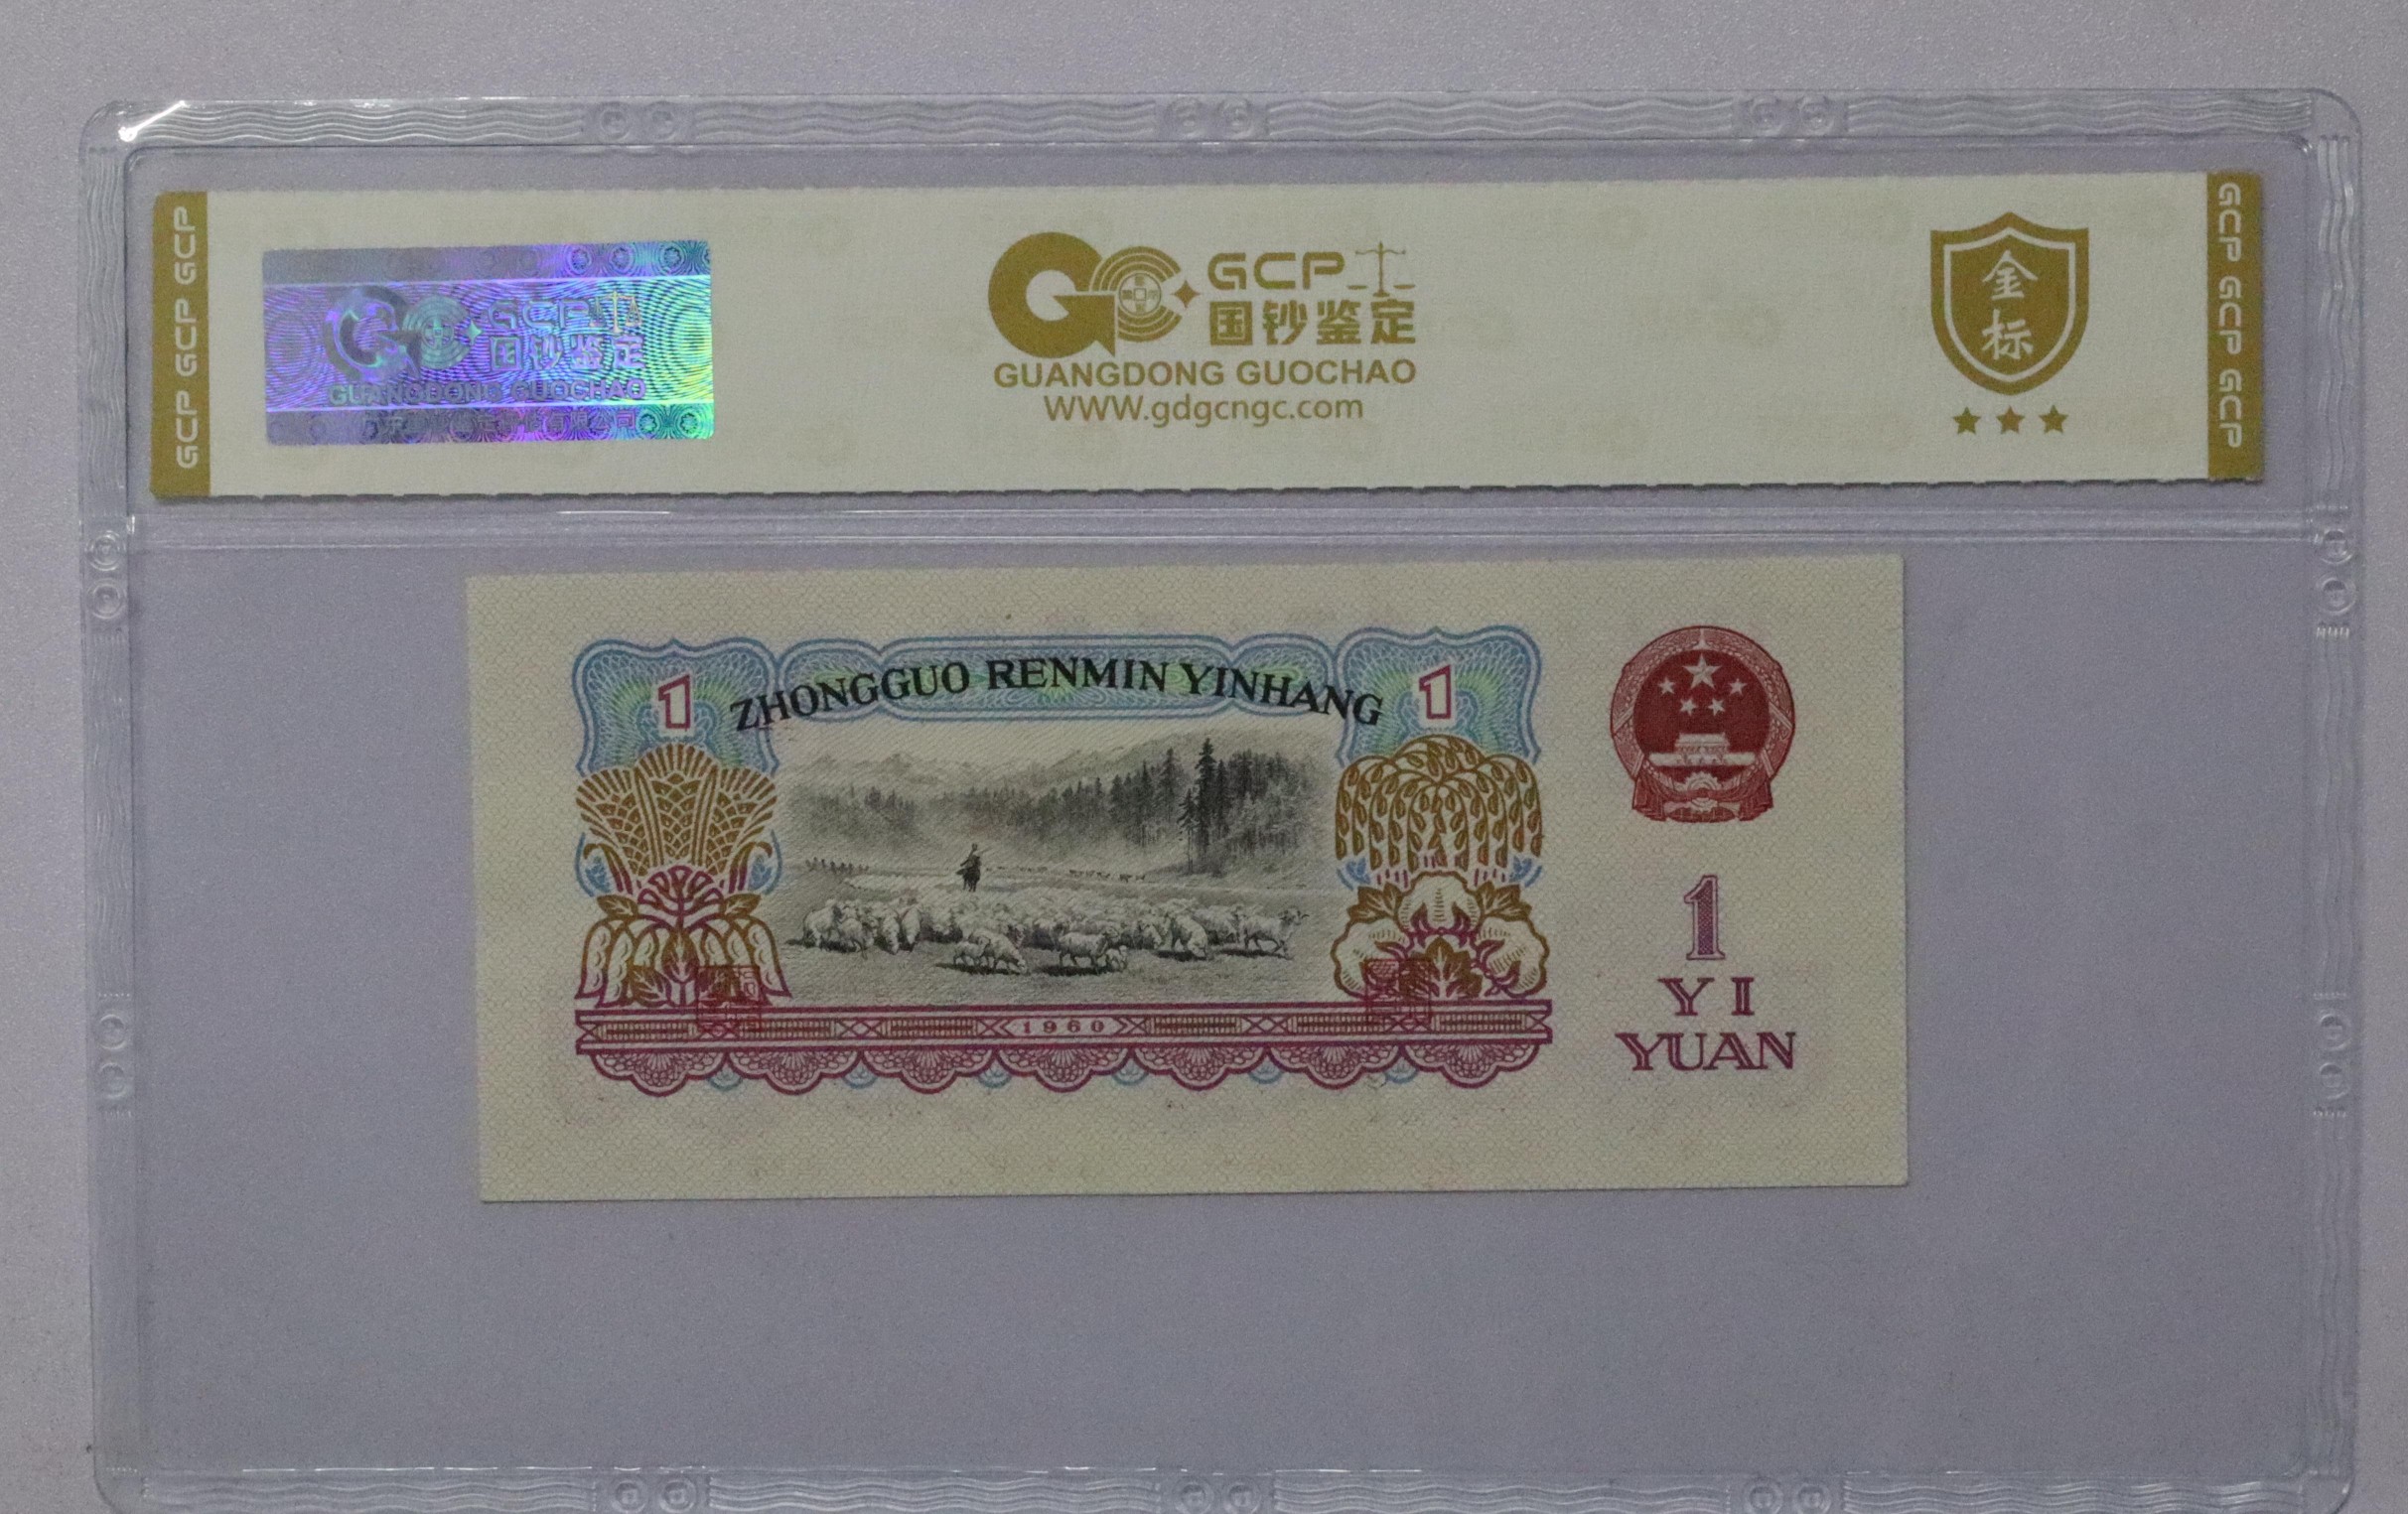 GCP GCP GCP
GCP
国钞鉴定
GUANGDONG GUOCHAO
GCP
国钞鉴定
GUANGDONG GUOCHAO
WWW.gdgcngc.com
金
标
GCP GCP GCP
1
ZHONGGUO RENMIN YINHANG
1
1960
1
YI
YUAN